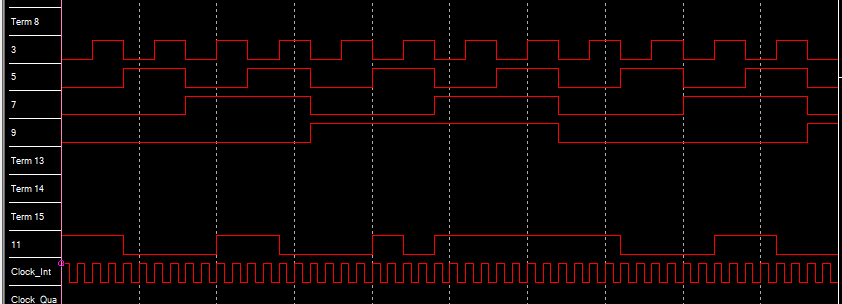 Term 8
3
5
7
9
Term 13
Term 14
Term 15
11
Clock_Int
Clock_Qua